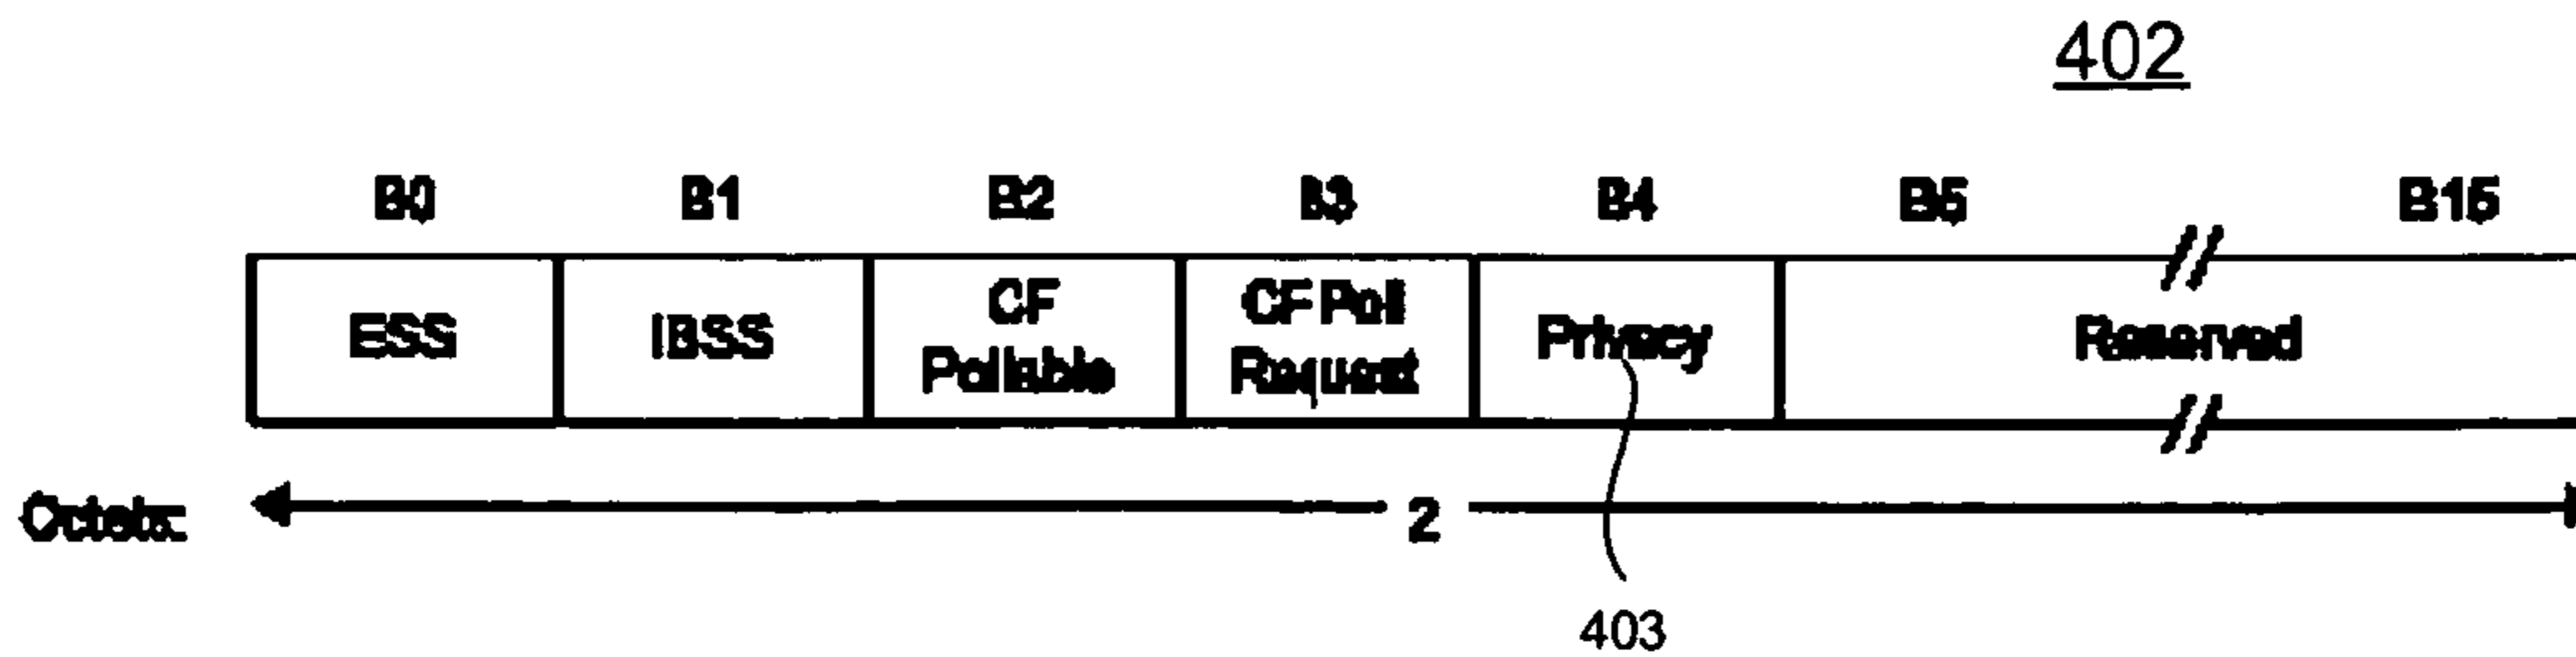 402
B0 B1 B2 B3 B4 B5 B15
ESS IBSS CF Pollable CF Poll Request Privacy Reserved
Octets: 2
403